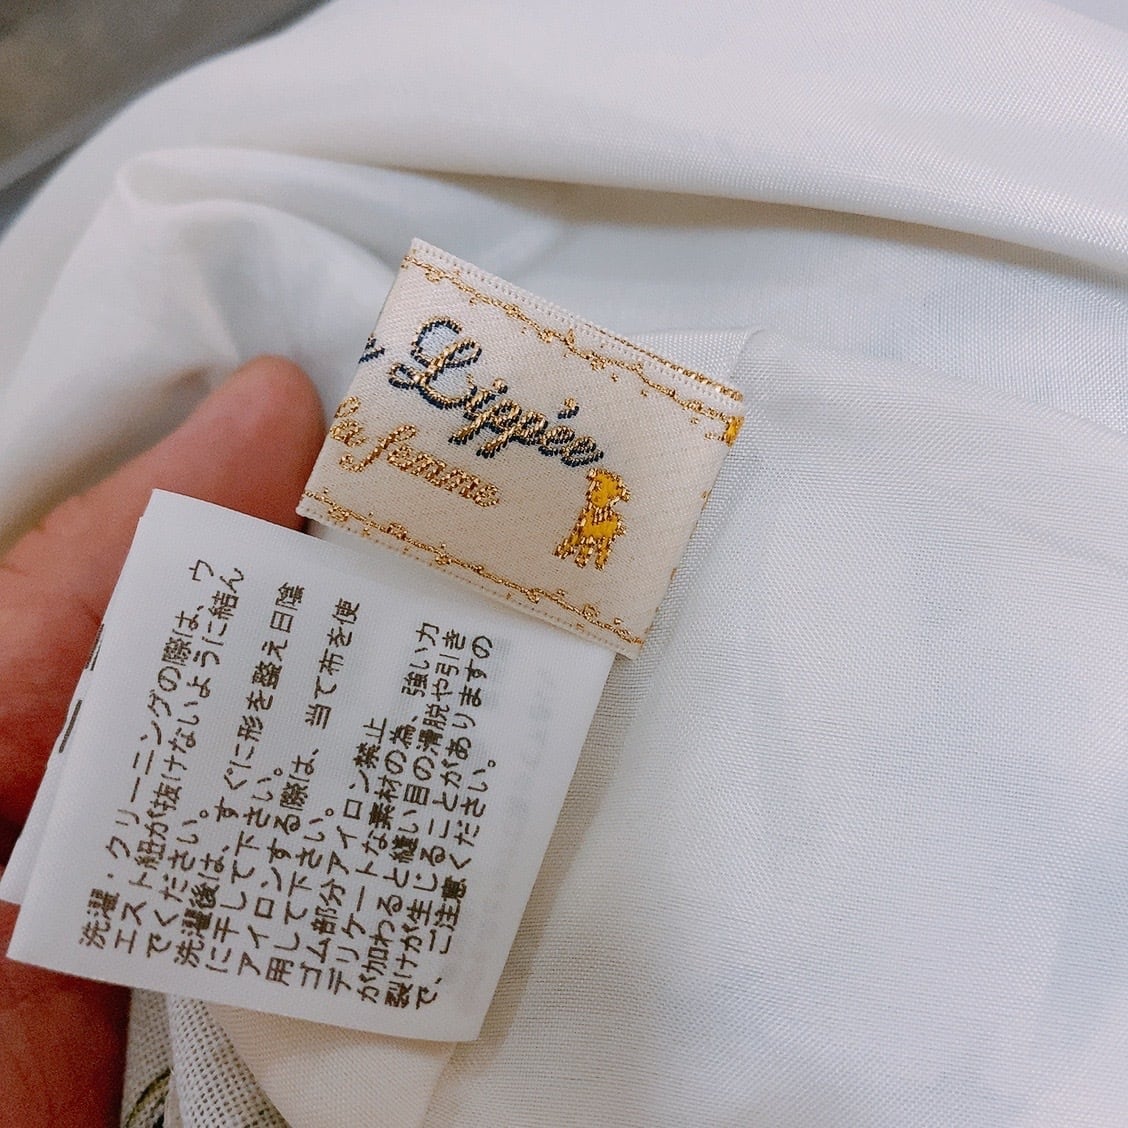 Lippée
la femme
洗濯・クリーニングの際は、ウ
エスト紐が抜けないように結ん
でください。
洗濯後は、すぐに形を整え日陰
に干して下さい。
アイロンする際は、当て布を使
用して下さい。
ゴム部分アイロン禁止
デリケートな素材の為、強い力
が加わると縫い目の滑脱や引き
裂けが生じることがありますの
で、ご注意ください。